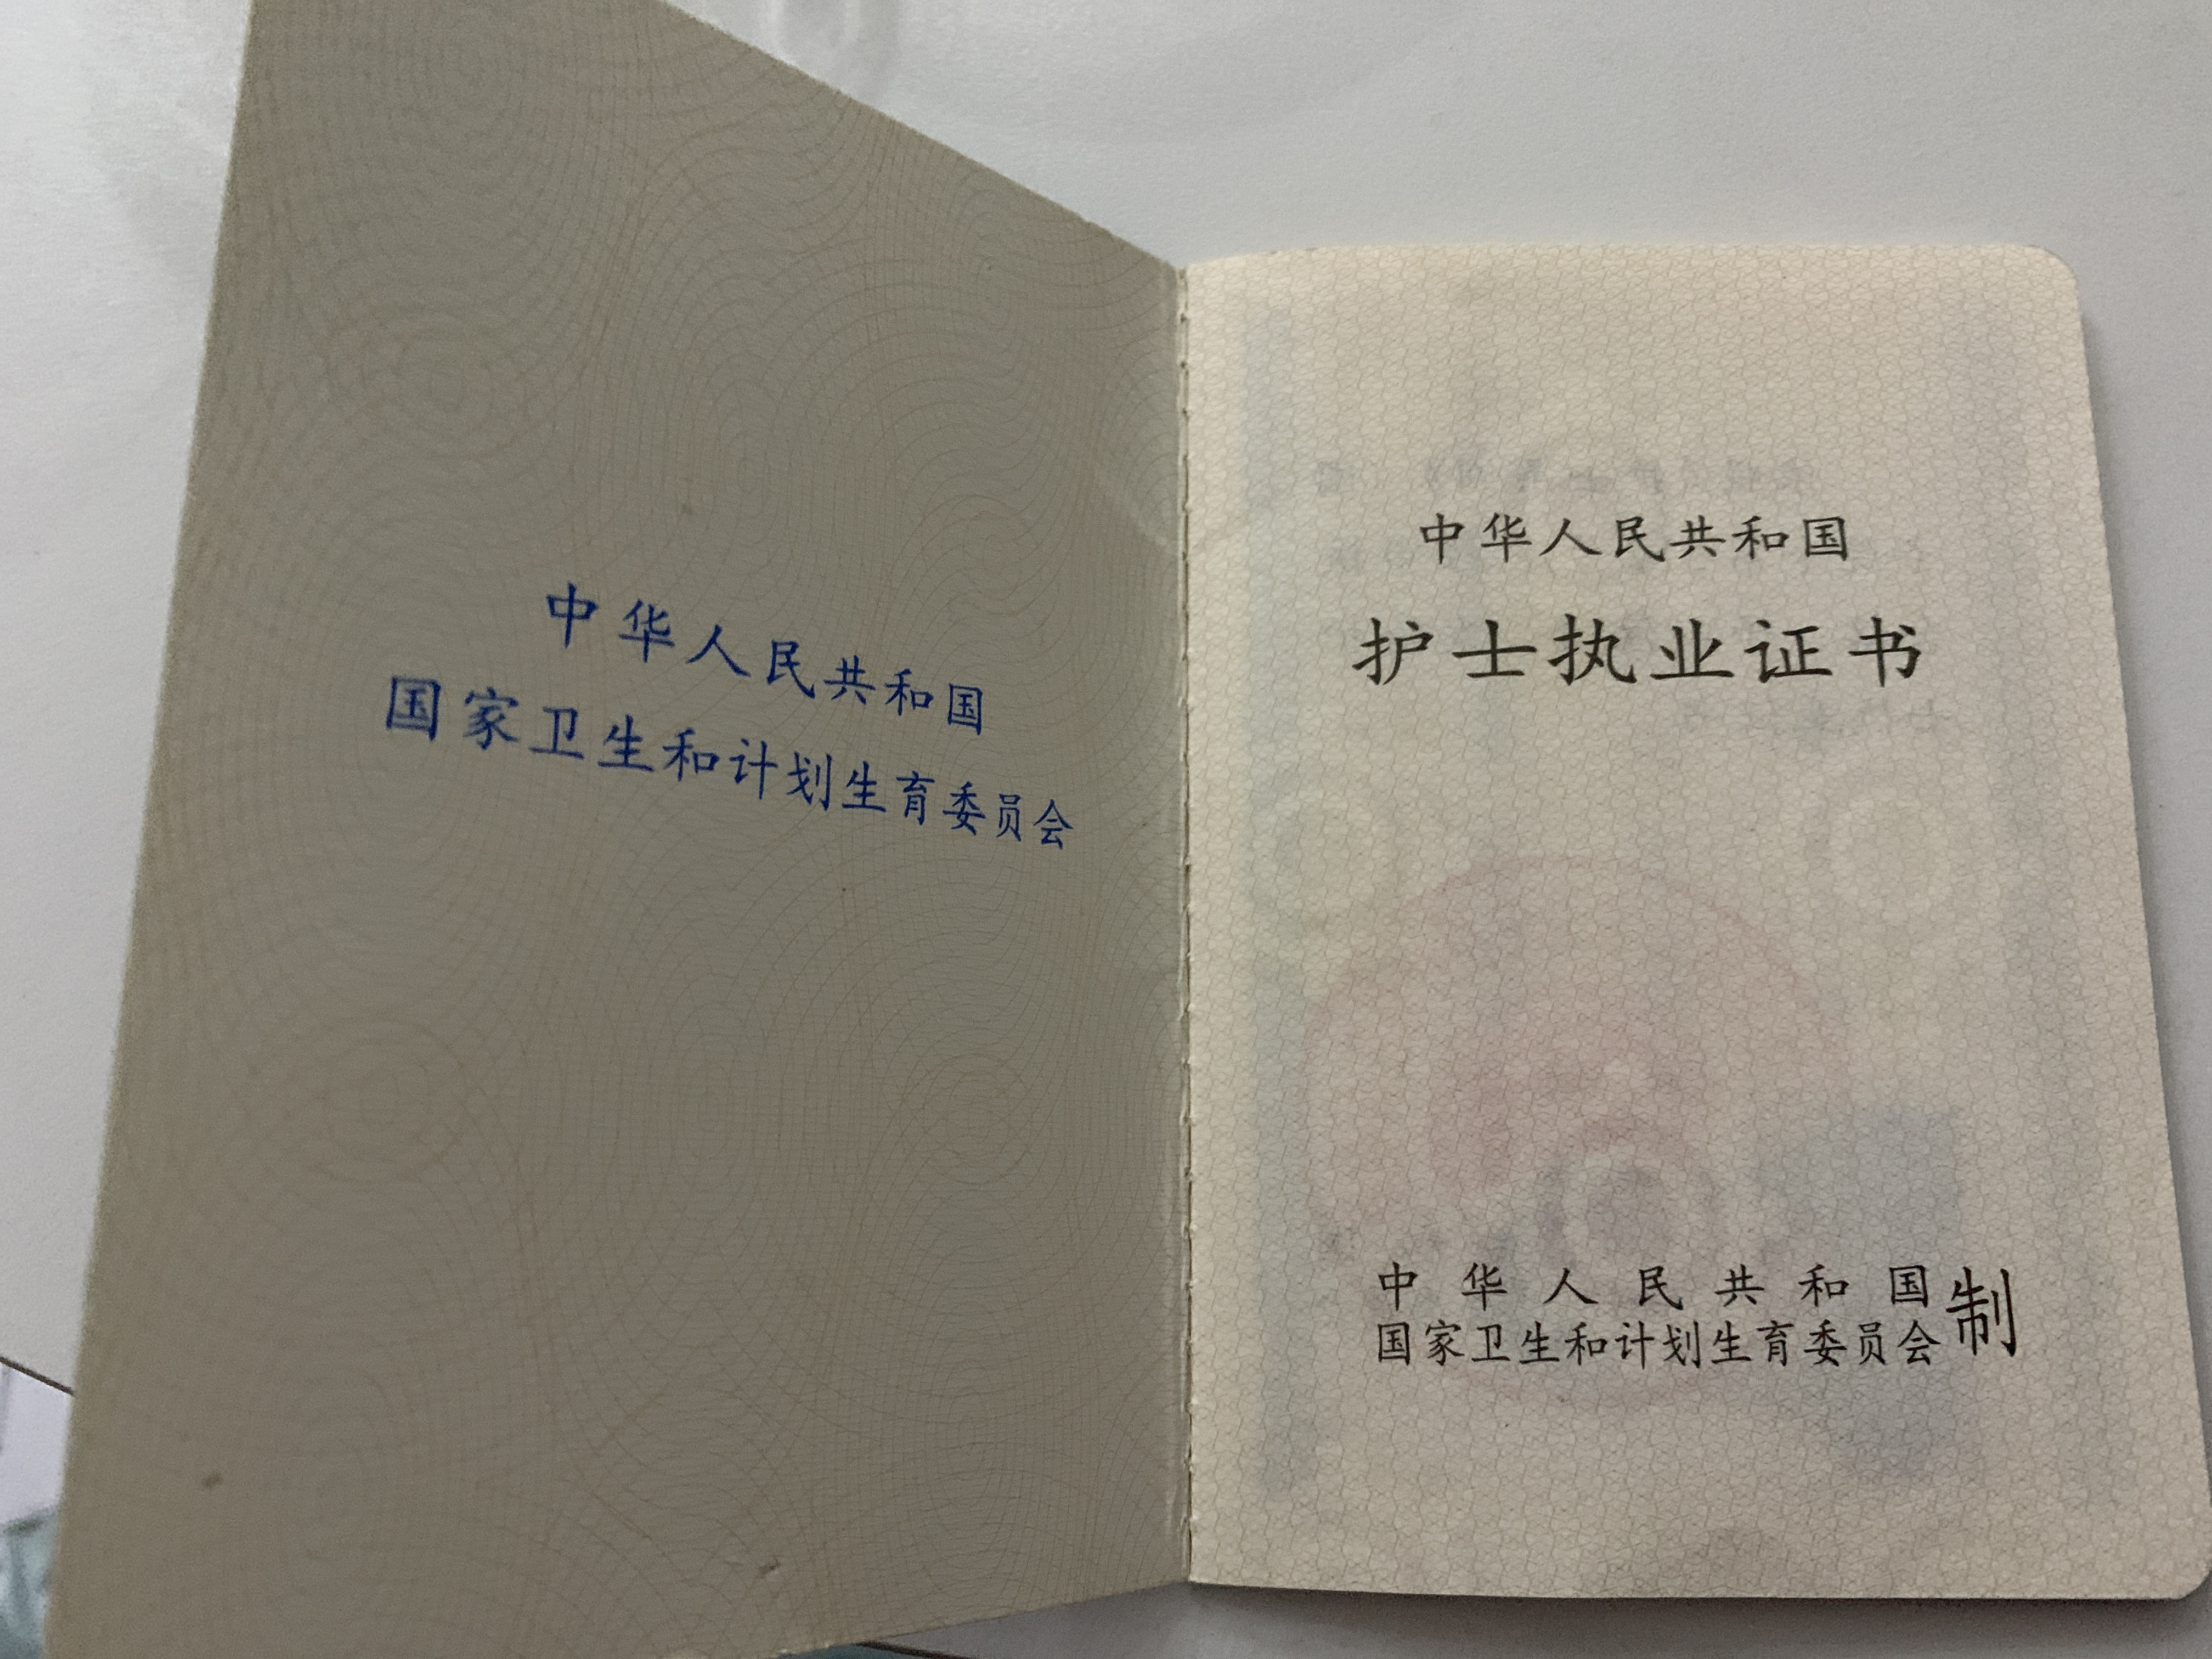 中华人民共和国
国家卫生和计划生育委员会
中华人民共和国
护士执业证书
中华人民共和国
国家卫生和计划生育委员会制